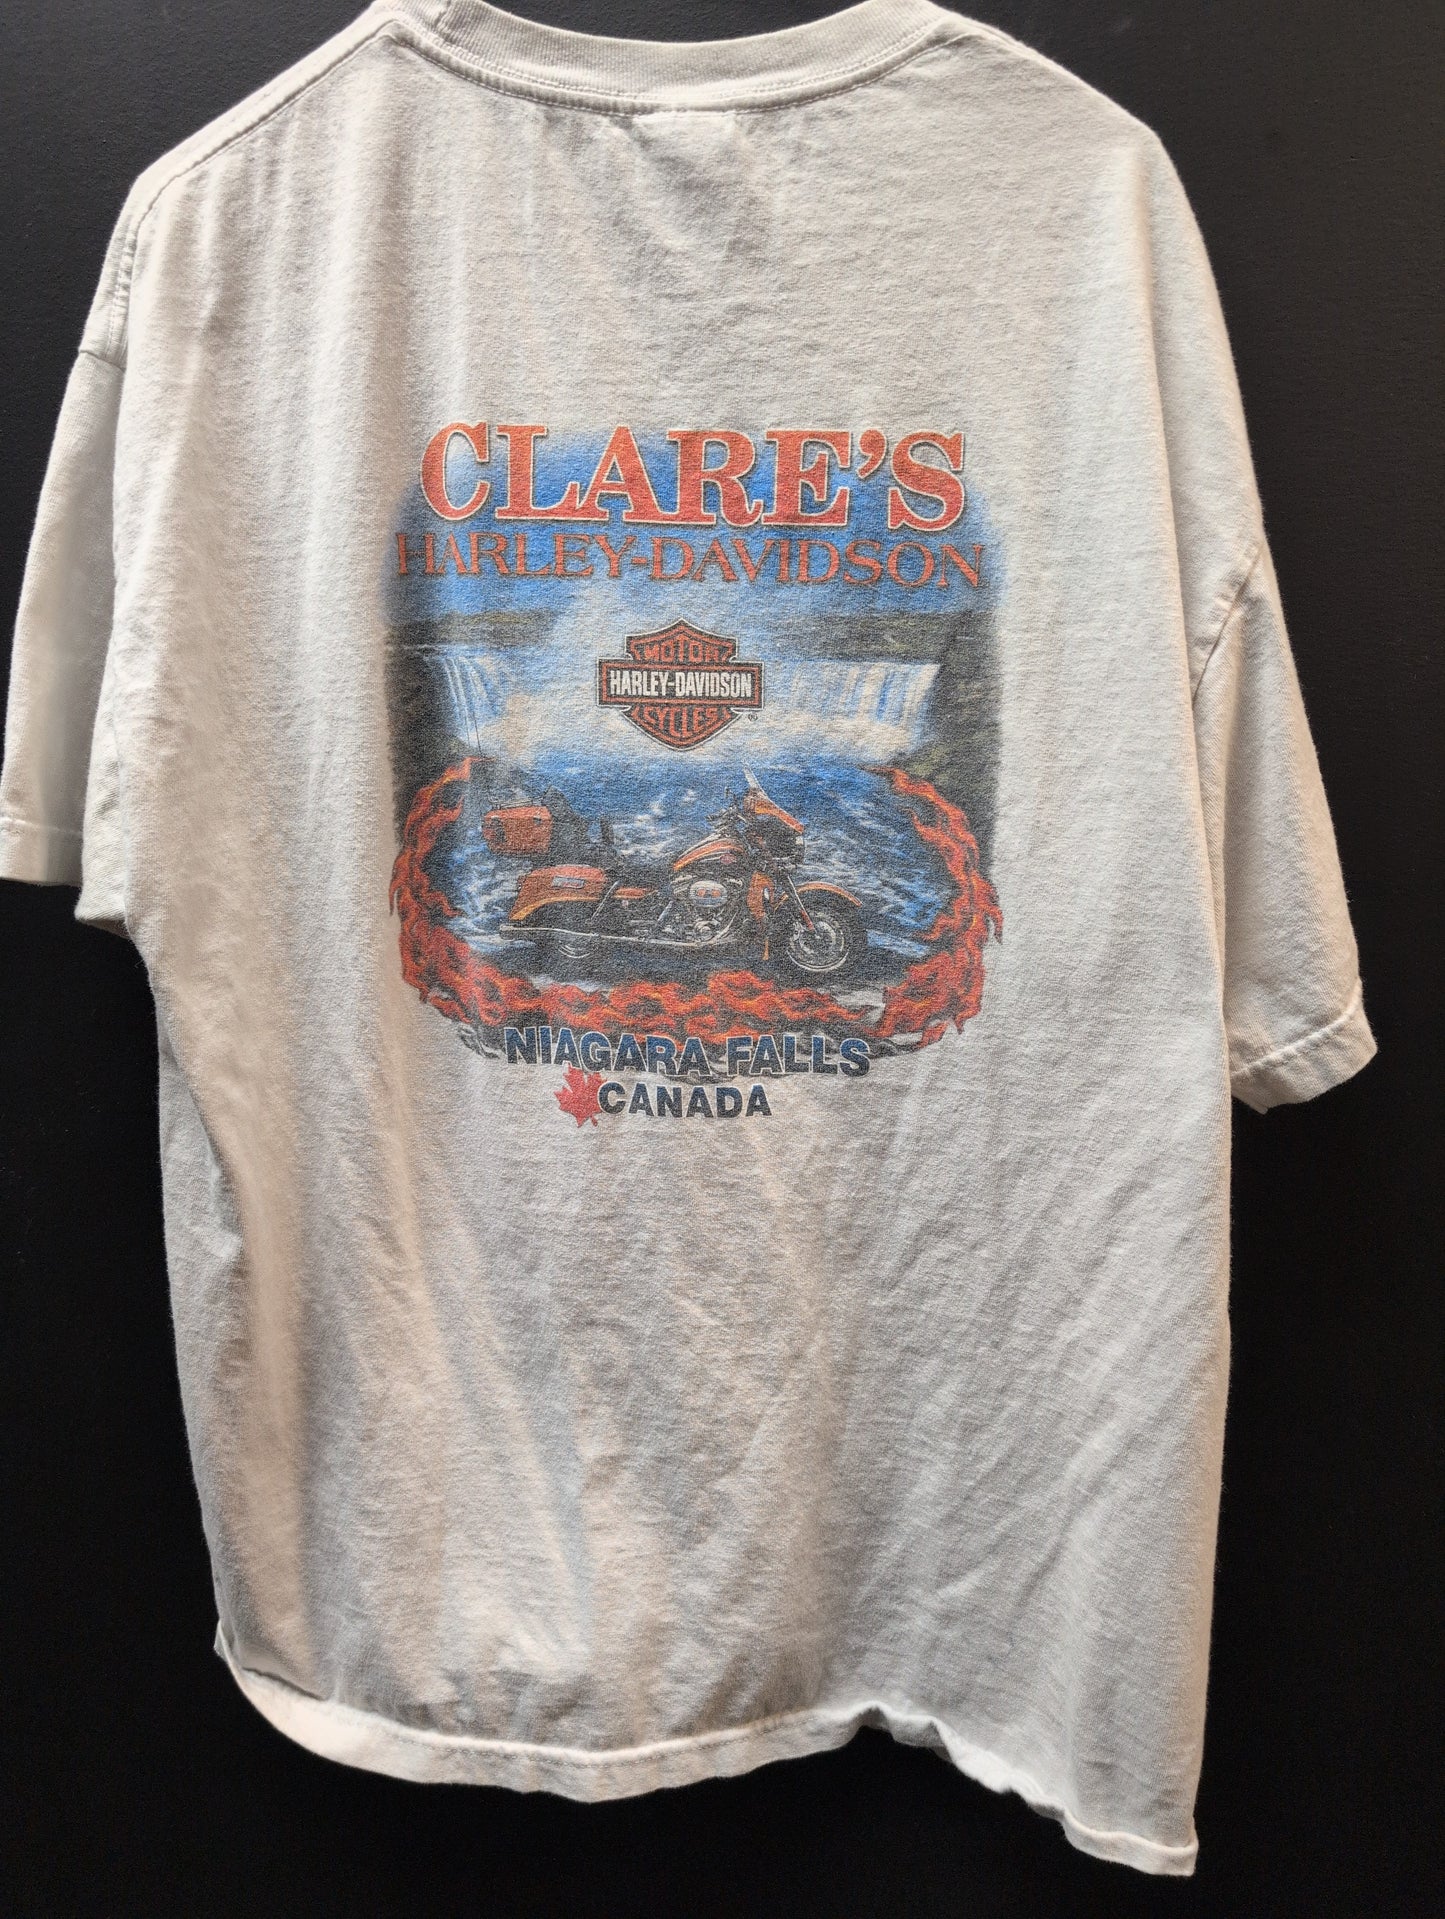 CLARE'S
HARLEY-DAVIDSON
MOTOR
HARLEY-DAVIDSON
CYCLES
®
NIAGARA FALLS
CANADA